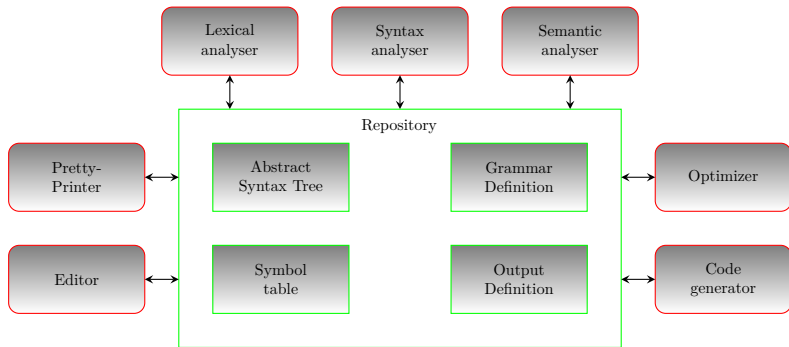 Lexical
analyser
Syntax
analyser
Semantic
analyser
Repository
Pretty-
Printer
Abstract
Syntax Tree
Grammar
Definition
Optimizer
Editor
Symbol
table
Output
Definition
Code
generator